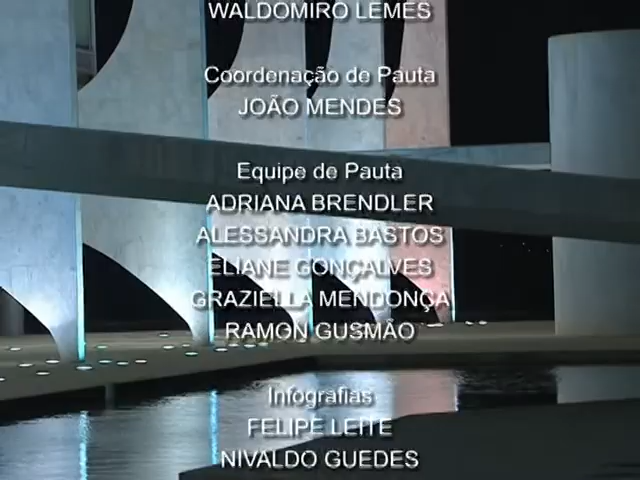 WALDOMIRO LEMES
Coordenação de Pauta
JOÃO MENDES
Equipe de Pauta
ADRIANA BRENDLER
ALESSANDRA BASTOS
ELIANE GONÇALVES
GRAZIELLA MENDONÇA
RAMON GUSMÃO
Infografias
FELIPE LEITE
NIVALDO GUEDES